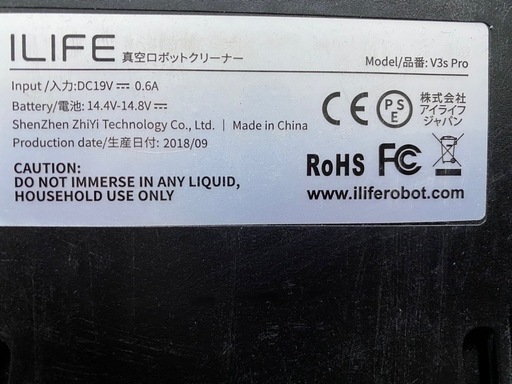 ILIFE 真空ロボットクリーナー
Model/品番: V3s Pro
Input /入力:DC19V ⎓ 0.6A
Battery/電池: 14.4V-14.8V ⎓
ShenZhen ZhiYi Technology Co., Ltd. | Made in China
Production date/生産日付: 2018/09
CAUTION:
DO NOT IMMERSE IN ANY LIQUID,
HOUSEHOLD USE ONLY
CE PSE 株式会社
アイライフ
ジャパン
RoHS FC
www.iliferobot.com